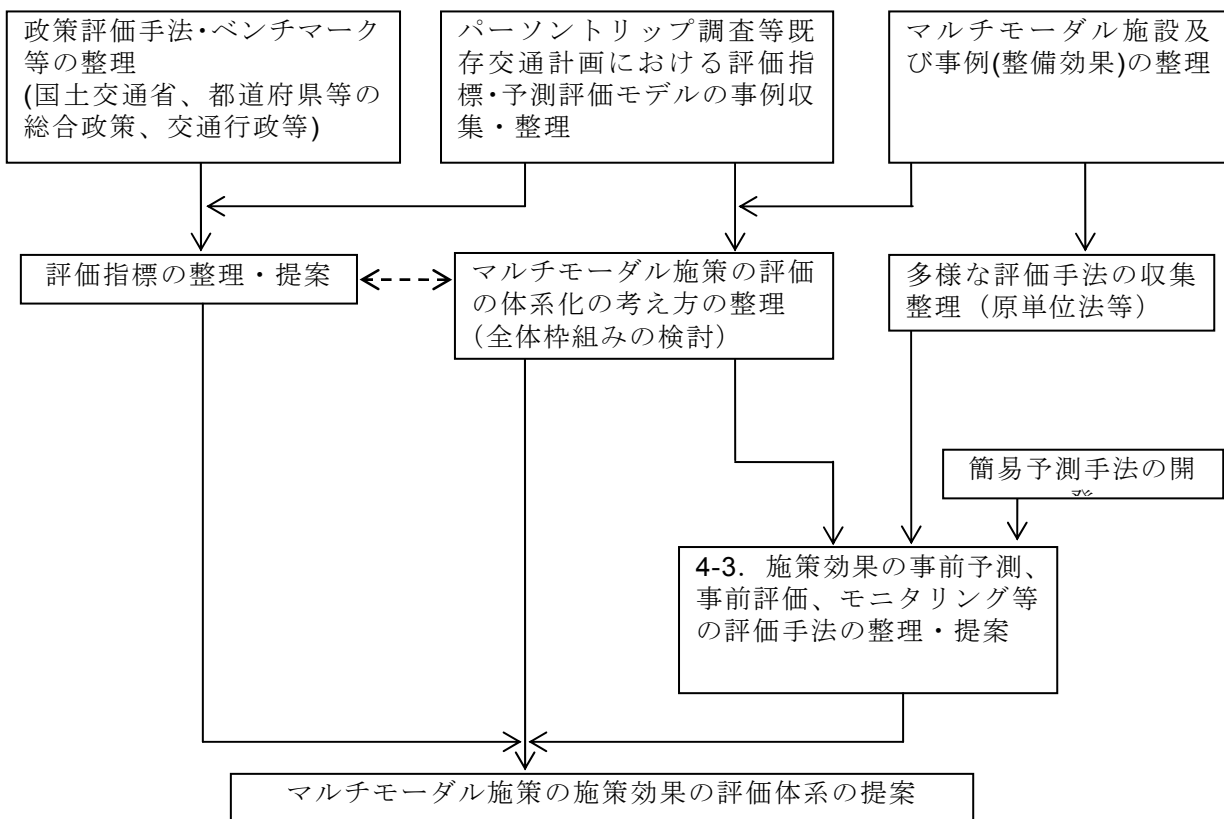 政策評価手法・ベンチマーク
等の整理
(国土交通省、都道府県等の
総合政策、交通行政等)
パーソントリップ調査等既
存交通計画における評価指
標・予測評価モデルの事例収
集・整理
マルチモーダル施設及
び事例(整備効果)の整理
評価指標の整理・提案
マルチモーダル施策の評価
の体系化の考え方の整理
（全体枠組みの検討）
多様な評価手法の収集
整理（原単位法等）
簡易予測手法の開
4-3. 施策効果の事前予測、
事前評価、モニタリング等
の評価手法の整理・提案
マルチモーダル施策の施策効果の評価体系の提案